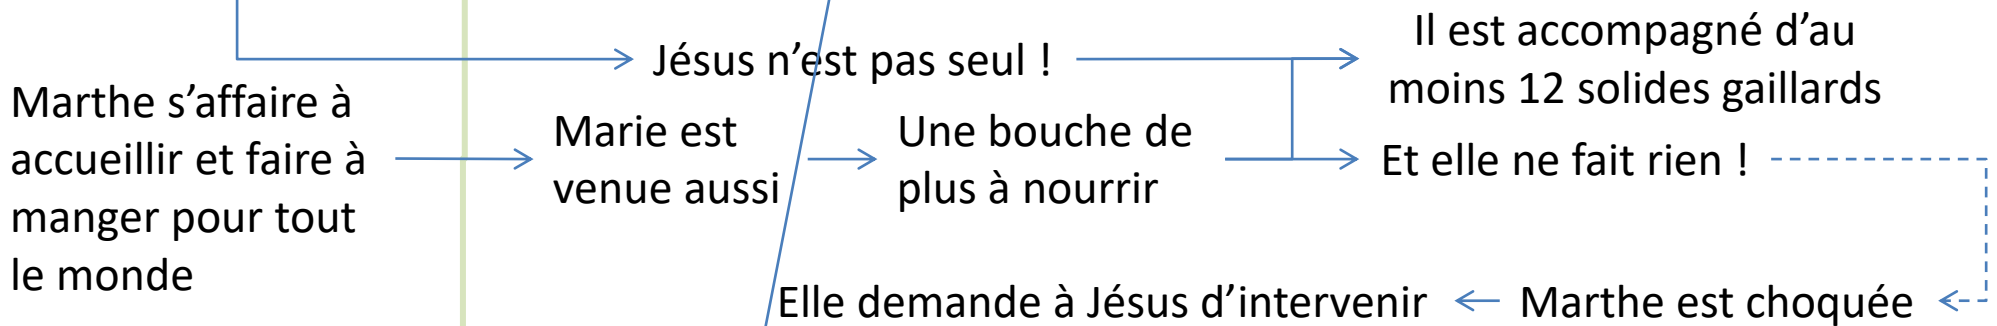 Jésus n’est pas seul !
Il est accompagné d’au
moins 12 solides gaillards
Marthe s’affaire à
accueillir et faire à
manger pour tout
le monde
Marie est
venue aussi
Une bouche de
plus à nourrir
Et elle ne fait rien !
Marthe est choquée
Elle demande à Jésus d’intervenir